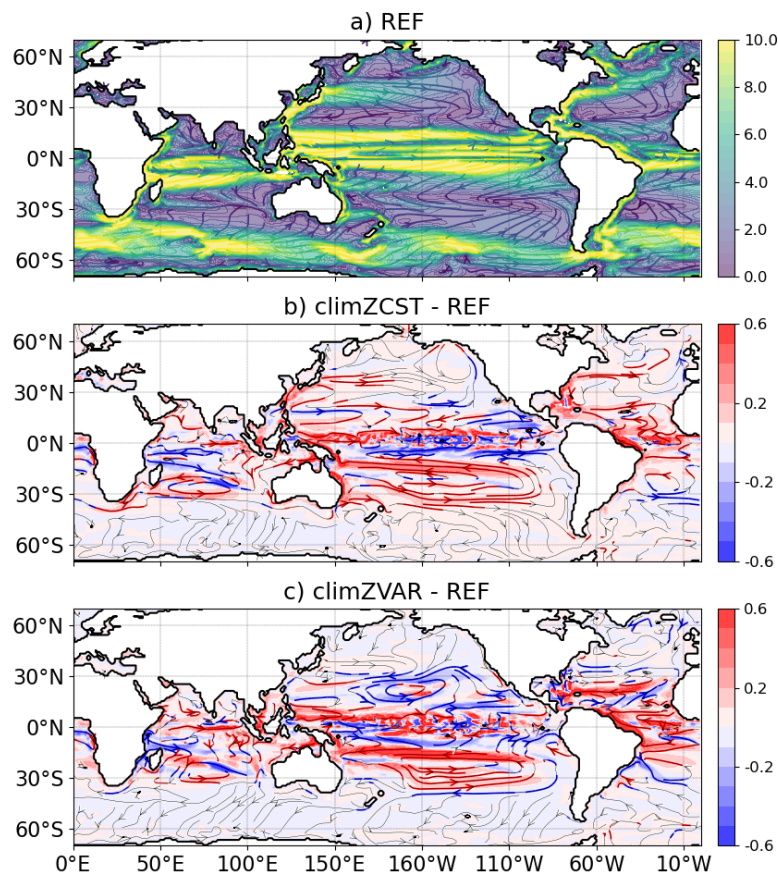 a) REF
60°N
30°N
0°N
30°S
60°S
10.0
8.0
6.0
4.0
2.0
0.0
b) climZCST - REF
60°N
30°N
0°N
30°S
60°S
0.6
0.2
-0.2
-0.6
c) climZVAR - REF
60°N
30°N
0°N
30°S
60°S
0.6
0.2
-0.2
-0.6
0°E 50°E 100°E 150°E 160°W 110°W 60°W 10°W